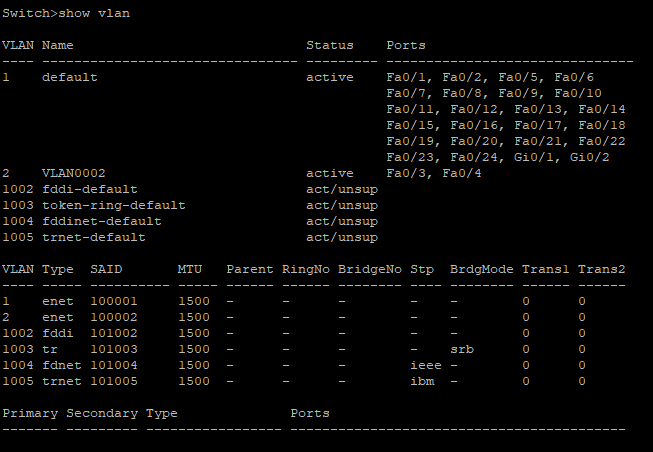 Switch>show vlan
VLAN Name                             Status    Ports
---- -------------------------------- --------- -------------------------------
1    default                          active    Fa0/1, Fa0/2, Fa0/5, Fa0/6
                                                Fa0/7, Fa0/8, Fa0/9, Fa0/10
                                                Fa0/11, Fa0/12, Fa0/13, Fa0/14
                                                Fa0/15, Fa0/16, Fa0/17, Fa0/18
                                                Fa0/19, Fa0/20, Fa0/21, Fa0/22
                                                Fa0/23, Fa0/24, Gi0/1, Gi0/2
2    VLAN0002                         active    Fa0/3, Fa0/4
1002 fddi-default                     act/unsup
1003 token-ring-default               act/unsup
1004 fddinet-default                  act/unsup
1005 trnet-default                    act/unsup
VLAN Type  SAID       MTU   Parent RingNo BridgeNo Stp  BrdgMode Trans1 Trans2
---- ----- ---------- ----- ------ ------ -------- ---- -------- ------ ------
1    enet  100001     1500  -      -      -        -    -        0      0
2    enet  100002     1500  -      -      -        -    -        0      0
1002 fddi  101002     1500  -      -      -        -    -        0      0
1003 tr    101003     1500  -      -      -        -    srb      0      0
1004 fdnet 101004     1500  -      -      -        ieee -        0      0
1005 trnet 101005     1500  -      -      -        ibm  -        0      0
Primary Secondary Type              Ports
------- --------- ----------------- ------------------------------------------